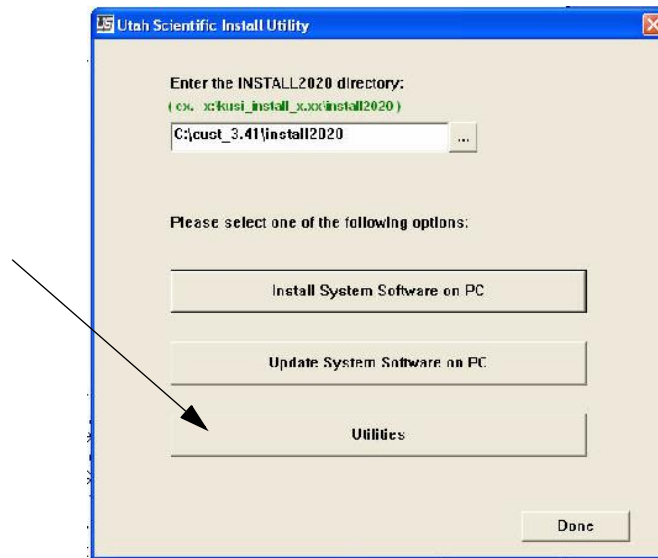 US Utah Scientific Install Utility
Enter the INSTALL2020 directory:
( ex. x:\usi_install_x.xx\install2020 )
C:\cust_3.41\install2020
...
Please select one of the following options:
Install System Software on PC
Update System Software on PC
Utilities
Done